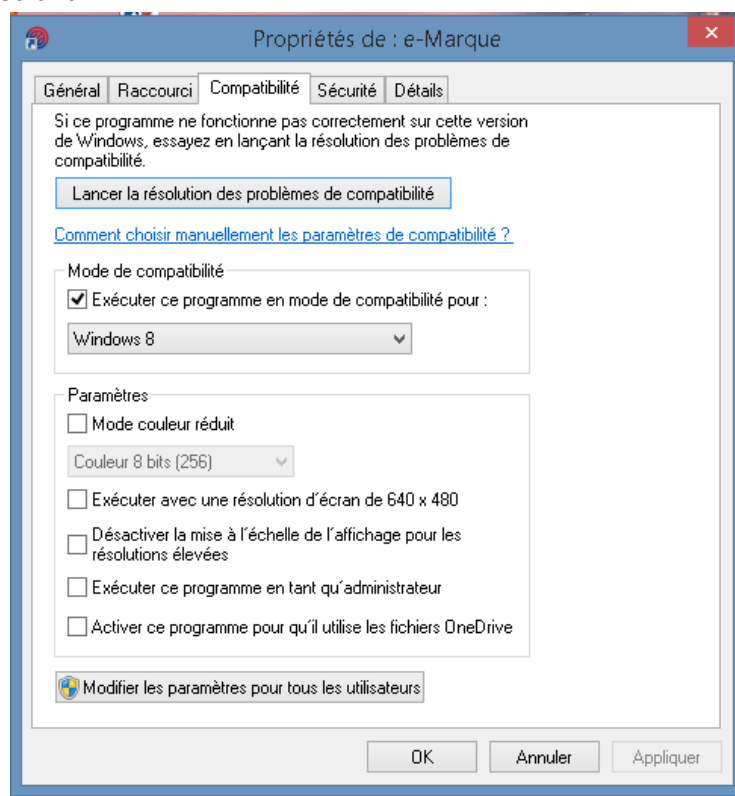 Propriétés de : e-Marque
Général Raccourci Compatibilité Sécurité Détails
Si ce programme ne fonctionne pas correctement sur cette version
de Windows, essayez en lançant la résolution des problèmes de
compatibilité.
Lancer la résolution des problèmes de compatibilité
Comment choisir manuellement les paramètres de compatibilité ?
Mode de compatibilité
Exécuter ce programme en mode de compatibilité pour :
Windows 8
Paramètres
Mode couleur réduit
Couleur 8 bits (256)
Exécuter avec une résolution d´écran de 640 x 480
Désactiver la mise à l´échelle de l´affichage pour les
résolutions élevées
Exécuter ce programme en tant qu´administrateur
Activer ce programme pour qu´il utilise les fichiers OneDrive
Modifier les paramètres pour tous les utilisateurs
OK Annuler Appliquer